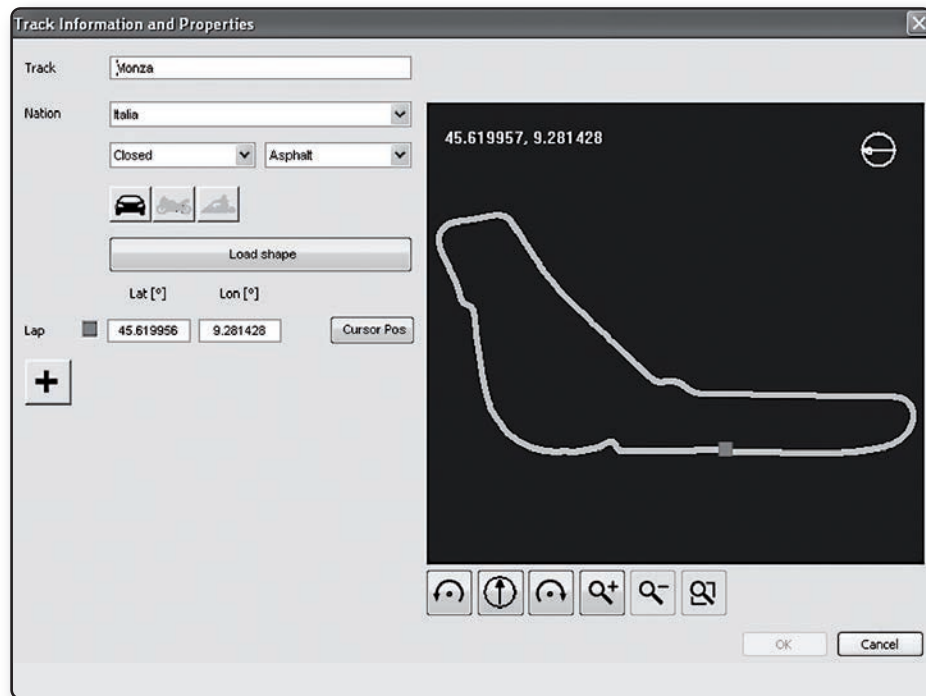 Track Information and Properties
Track
Monza
Nation
Italia
Closed
Asphalt
Load shape
Lat [°] Lon [°]
Lap 45.619956 9.281428 Cursor Pos
45.619957, 9.281428
OK Cancel